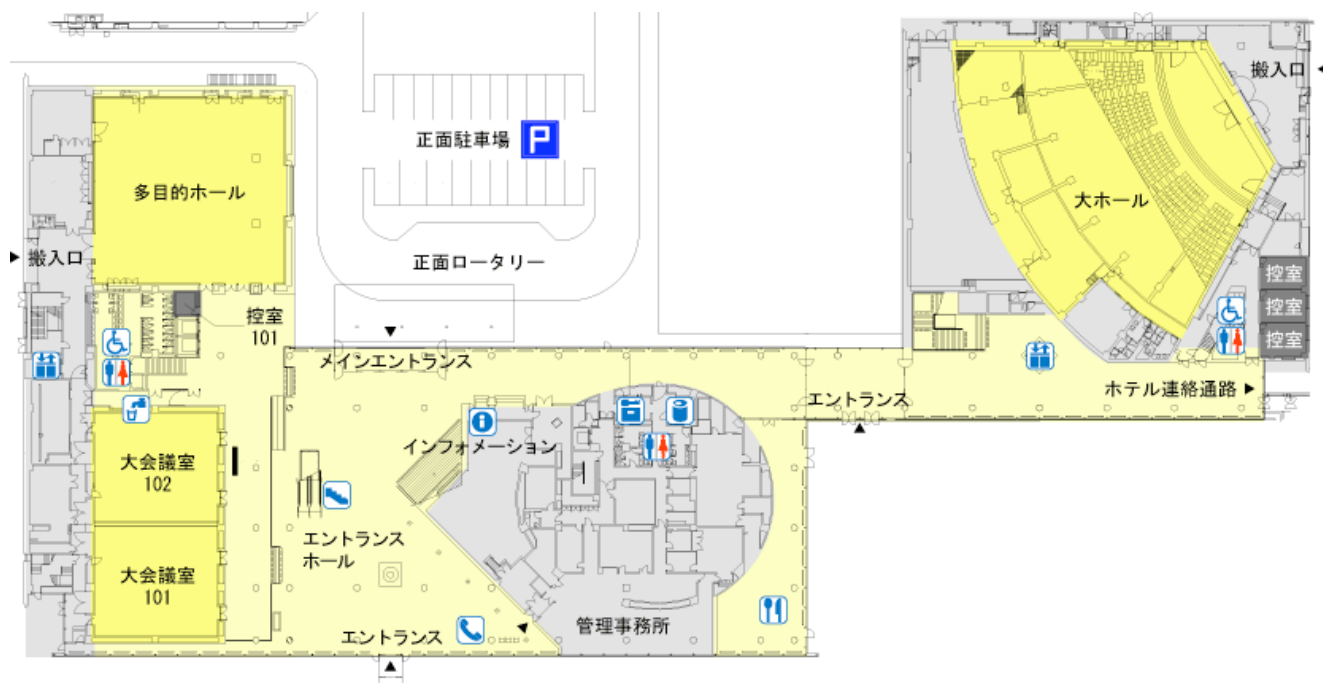 搬入口
正面駐車場
P
多目的ホール
大ホール
搬入口
正面ロータリー
控室
控室
控室
控室
101
メインエントランス
エントランス
ホテル連絡通路
インフォメーション
大会議室
102
エントランス
ホール
大会議室
101
管理事務所
エントランス